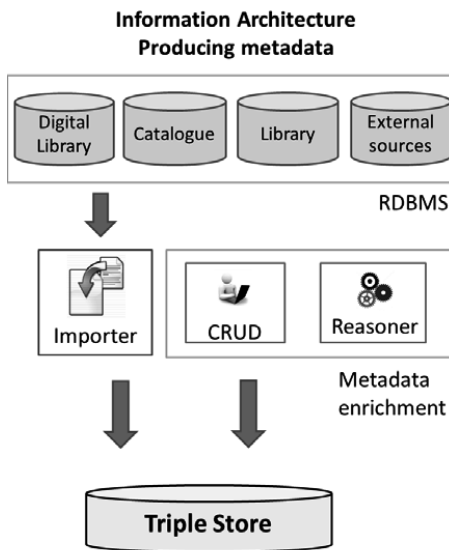 Information Architecture
Producing metadata
Digital
Library
Catalogue
Library
External
sources
RDBMS
Importer
CRUD
Reasoner
Metadata
enrichment
Triple Store